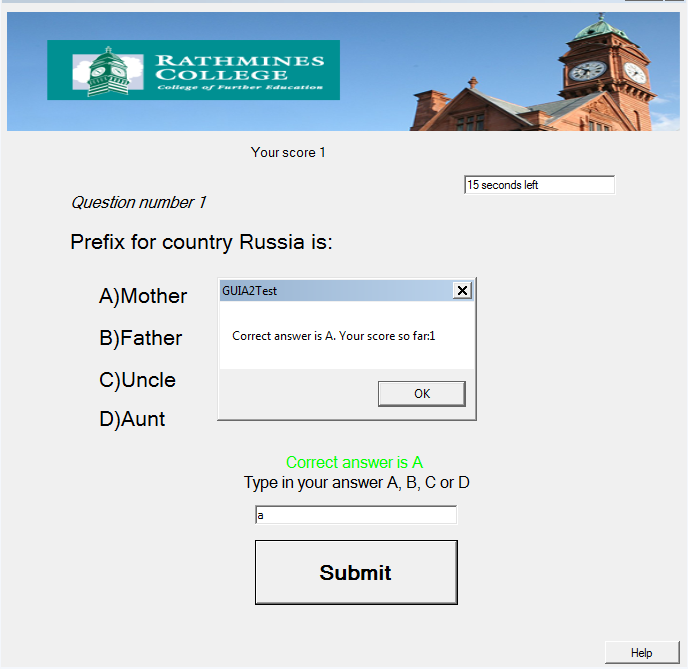 RATHMINES
COLLEGE
College of Further Education
Your score 1
15 seconds left
Question number 1
Prefix for country Russia is:
A)Mother
B)Father
C)Uncle
D)Aunt
GUIA2Test
Correct answer is A. Your score so far:1
OK
Correct answer is A
Type in your answer A, B, C or D
a
Submit
Help